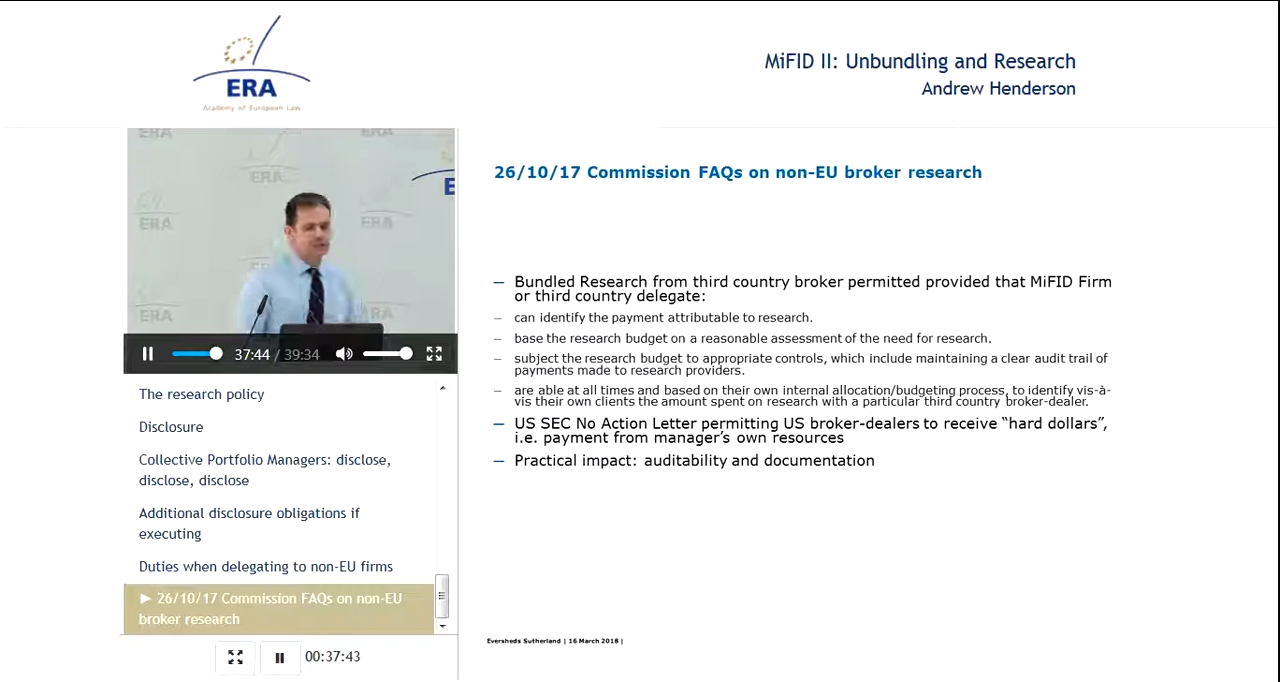 ERA
Academy of European Law
MiFID II: Unbundling and Research
Andrew Henderson
ERA
ERA
ERA
E
ERA
ERA
ERA
RA
37:44 / 39:34
The research policy
Disclosure
Collective Portfolio Managers: disclose,
disclose, disclose
Additional disclosure obligations if
executing
Duties when delegating to non-EU firms
► 26/10/17 Commission FAQs on non-EU
broker research
00:37:43
26/10/17 Commission FAQs on non-EU broker research
— Bundled Research from third country broker permitted provided that MiFID Firm
or third country delegate:
– can identify the payment attributable to research.
– base the research budget on a reasonable assessment of the need for research.
– subject the research budget to appropriate controls, which include maintaining a clear audit trail of
payments made to research providers.
– are able at all times and based on their own internal allocation/budgeting process, to identify vis-à-
vis their own clients the amount spent on research with a particular third country broker-dealer.
— US SEC No Action Letter permitting US broker-dealers to receive “hard dollars”,
i.e. payment from manager’s own resources
— Practical impact: auditability and documentation
Eversheds Sutherland | 16 March 2018 |